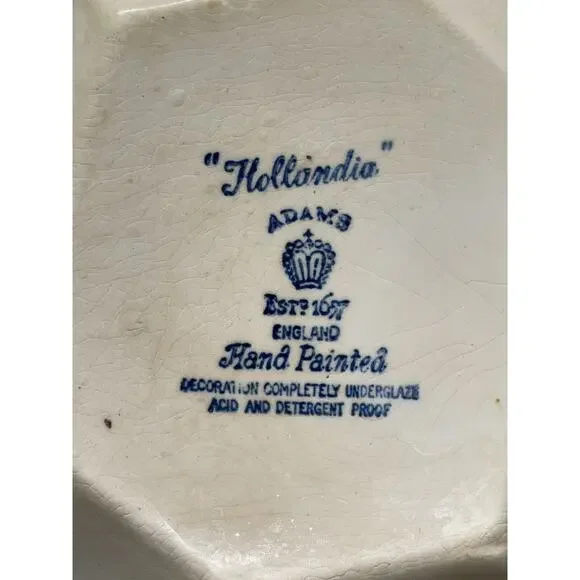 "Hollandia"
ADAMS
ESTD 1657
ENGLAND
Hand Painted
DECORATION COMPLETELY UNDERGLAZE
ACID AND DETERGENT PROOF